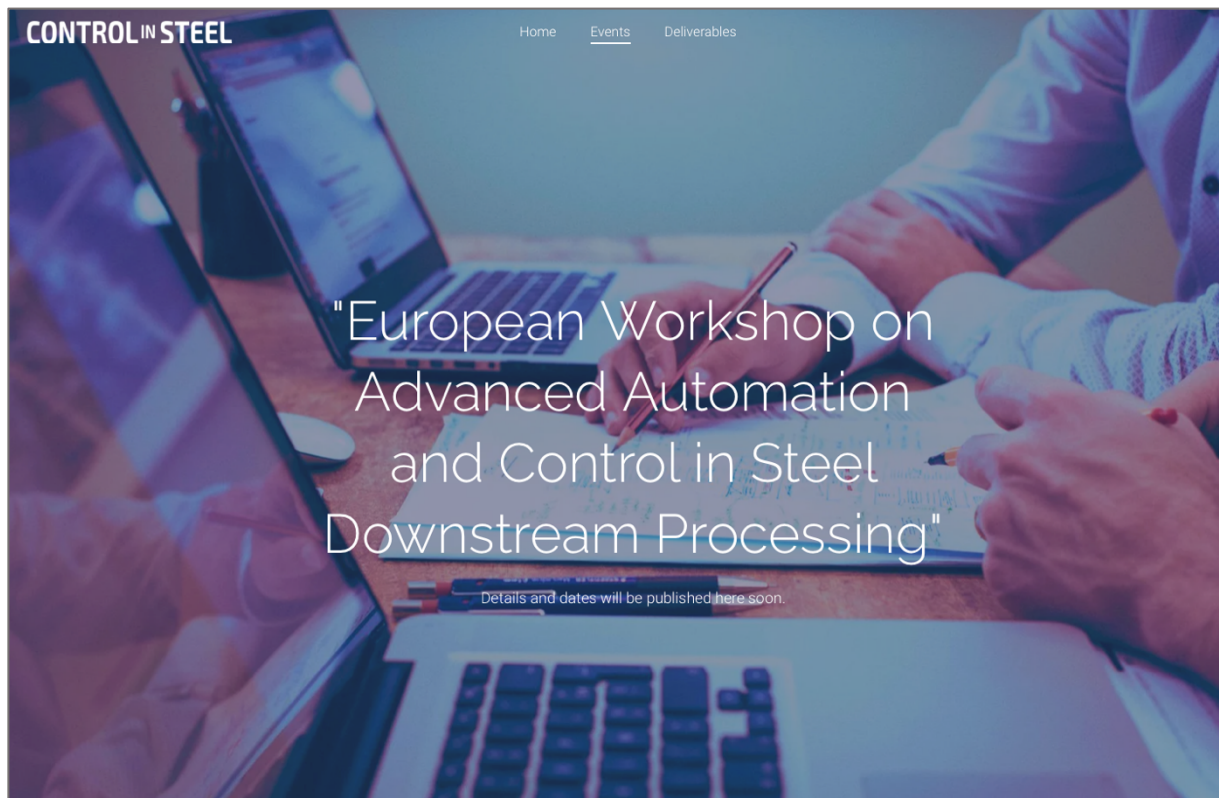 CONTROL IN STEEL
Home Events Deliverables
"European Workshop on
Advanced Automation
and Control in Steel
Downstream Processing"
Details and dates will be published here soon.